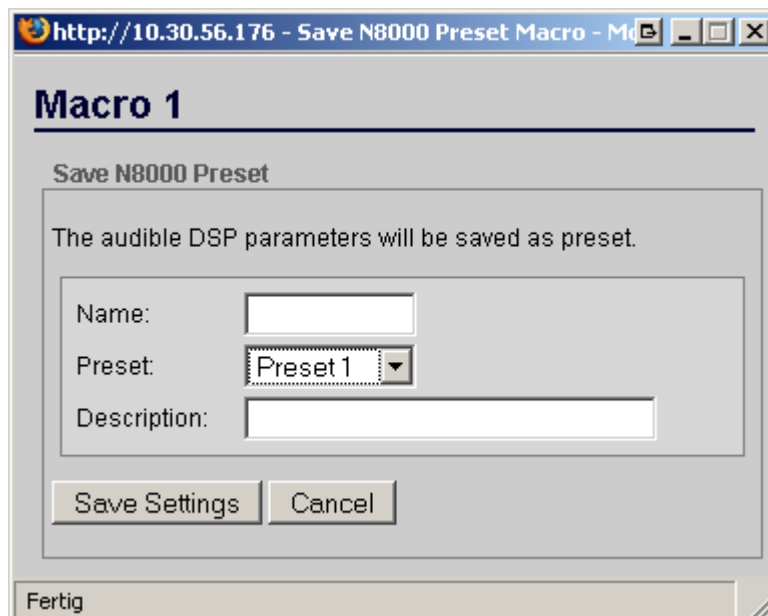 http://10.30.56.176 - Save N8000 Preset Macro - Mo
Macro 1
Save N8000 Preset
The audible DSP parameters will be saved as preset.
Name:
Preset: Preset 1
Description:
Save Settings Cancel
Fertig